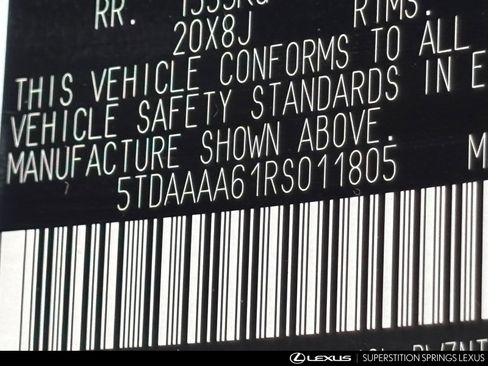 RR. RIMS.
20X8J
THIS VEHICLE CONFORMS TO ALL
VEHICLE SAFETY STANDARDS IN E
MANUFACTURE SHOWN ABOVE.
5TDAAAA61RS011805 M
LEXUS SUPERSTITION SPRINGS LEXUS